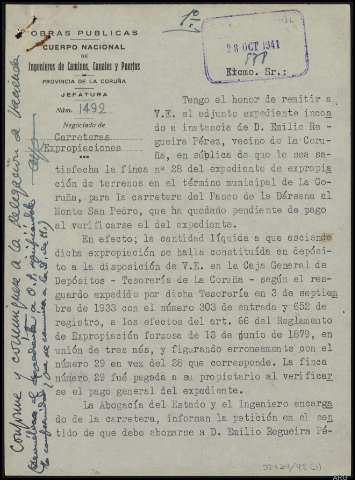 OBRAS PUBLICAS
CUERPO NACIONAL
DE
Ingenieros de Caminos, Canales y Puertos
PROVINCIA DE LA CORUÑA
JEFATURA
Núm. 1492
Negociado de
Carreteras
Expropiaciones
28 OCT 1941
Excmo. Sr.:
Tengo el honor de remitir a
V.E. el adjunto expediente incoa
do a instancia de D. Emilio Re-
gueira Pérez, vecino de La Coru-
ña, en súplica de que le sea sa-
tisfecha la finca nº 28 del expediente de expropia
ción de terrenos en el término municipal de La Co-
ruña, para la carretera del Paseo de la Dársena al
Monte San Pedro, que ha quedado pendiente de pago
al verificarse el del expediente.
En efecto; la cantidad líquida a que asciende
dicha expropiación se halla constituída en depósi-
to a la disposición de V.E. en la Caja General de
Depósitos - Tesorería de La Coruña - según el res-
guardo expedido por dicha Tesorería en 3 de septiem
bre de 1933 con el número 303 de entrada y 652 de
registro, a los efectos del art. 66 del Reglamento
de Expropiación forzosa de 13 de junio de 1879, en
unión de tres más, y figurando erroneamente con el
número 29 en vez del 28 que corresponde. La finca
número 29 fué pagada a su propietario al verificar
se el pago general del expediente.
La Abogacía del Estado y el Ingeniero encarga
do de la carretera, informan la petición en el sen
tido de que debe abonarse a D. Emilio Regueira Pé-
Conforme y comuníquese a la Delegación de Hacienda